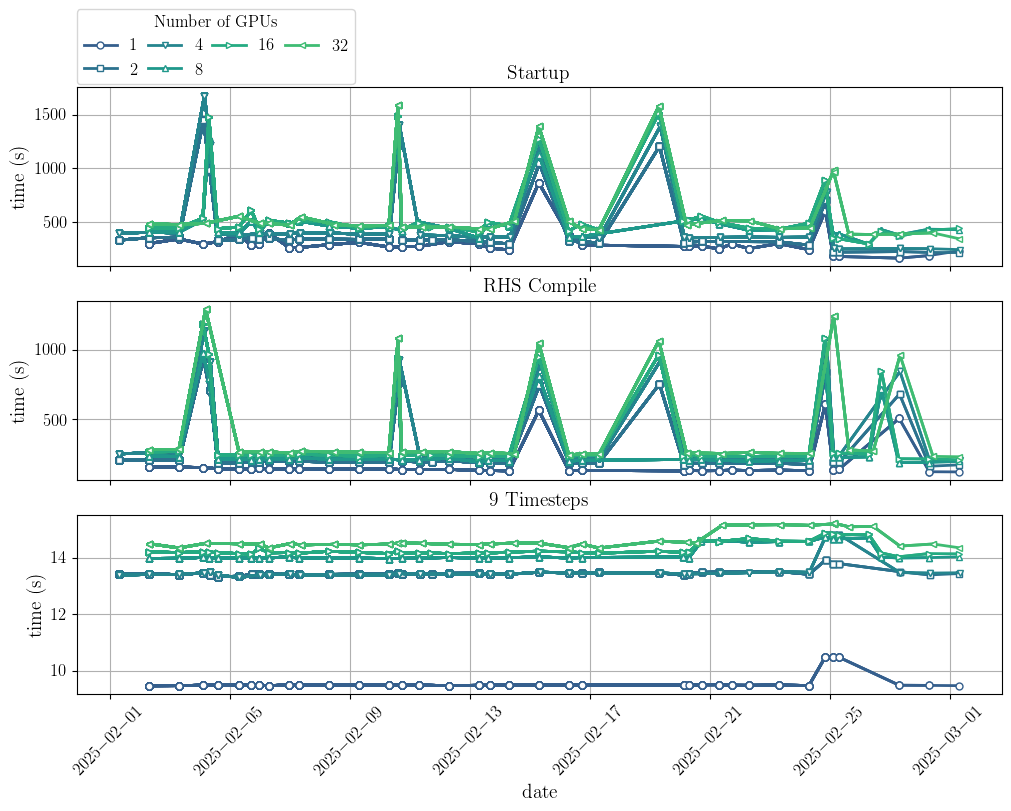 Number of GPUs
1 4 16 32
2 8
Startup
time (s)
1500
1000
500
RHS Compile
time (s)
1000
500
9 Timesteps
time (s)
14
12
10
2025−02−01 2025−02−05 2025−02−09 2025−02−13 2025−02−17 2025−02−21 2025−02−25 2025−03−01
date